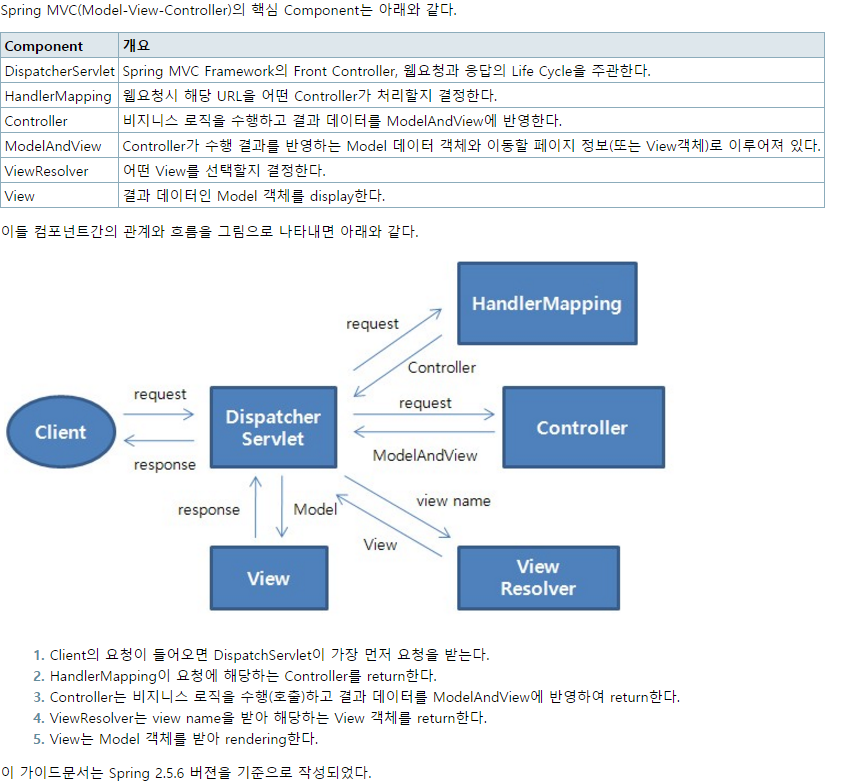 Spring MVC(Model-View-Controller)의 핵심 Component는 아래와 같다.
Component 개요
DispatcherServlet Spring MVC Framework의 Front Controller, 웹요청과 응답의 Life Cycle을 주관한다.
HandlerMapping 웹요청시 해당 URL을 어떤 Controller가 처리할지 결정한다.
Controller 비지니스 로직을 수행하고 결과 데이터를 ModelAndView에 반영한다.
ModelAndView Controller가 수행 결과를 반영하는 Model 데이터 객체와 이동할 페이지 정보(또는 View객체)로 이루어져 있다.
ViewResolver 어떤 View를 선택할지 결정한다.
View 결과 데이터인 Model 객체를 display한다.
이들 컴포넌트간의 관계와 흐름을 그림으로 나타내면 아래와 같다.
HandlerMapping
request
Controller
Client
request
response
Dispatcher
Servlet
request
ModelAndView
Controller
response
Model
view name
View
View
View
Resolver
1. Client의 요청이 들어오면 DispatchServlet이 가장 먼저 요청을 받는다.
2. HandlerMapping이 요청에 해당하는 Controller를 return한다.
3. Controller는 비지니스 로직을 수행(호출)하고 결과 데이터를 ModelAndView에 반영하여 return한다.
4. ViewResolver는 view name을 받아 해당하는 View 객체를 return한다.
5. View는 Model 객체를 받아 rendering한다.
이 가이드문서는 Spring 2.5.6 버젼을 기준으로 작성되었다.